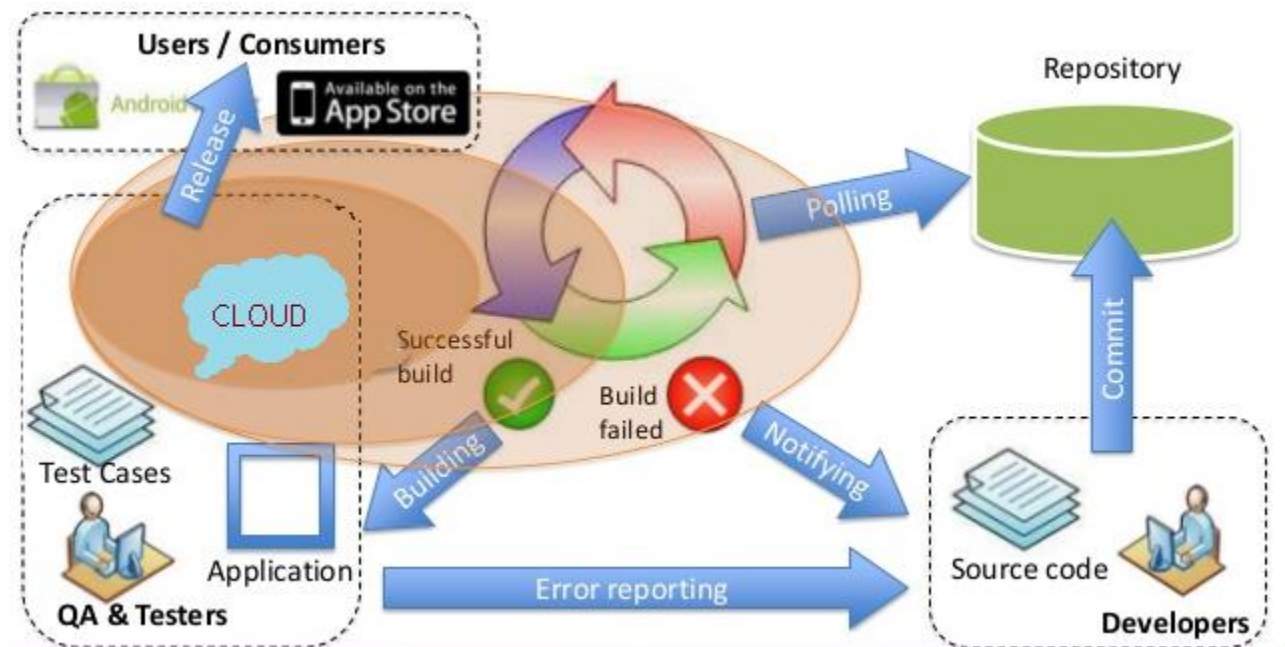 Users / Consumers
Android
Available on the
App Store
Release
Repository
Polling
CLOUD
Successful
build
Build
failed
Commit
Building
Notifying
Test Cases
Application
QA & Testers
Error reporting
Source code
Developers